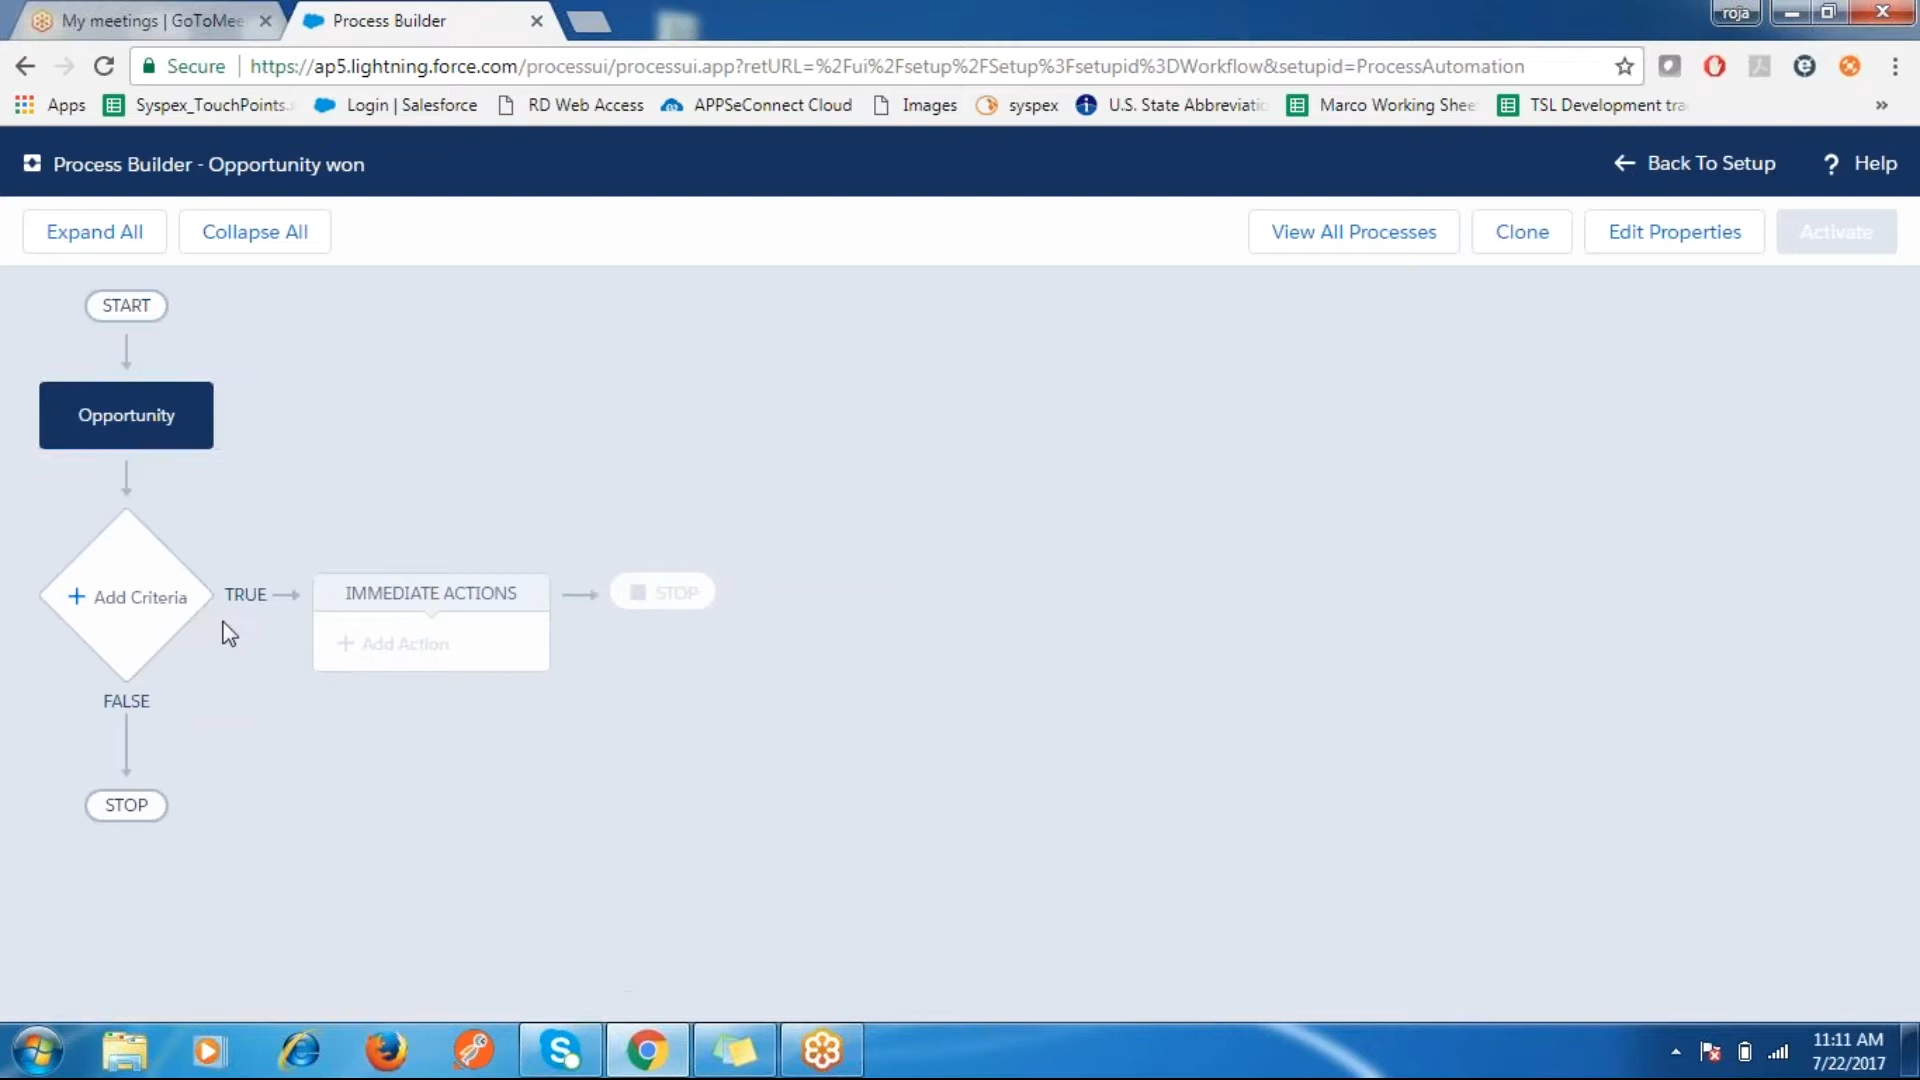 My meetings | GoToMee
Process Builder
roja
Secure
https://ap5.lightning.force.com/processui/processui.app?retURL=%2Fui%2Fsetup%2FSetup%3Fsetupid%3DWorkflow&setupid=ProcessAutomation
Apps
Syspex_TouchPoints.
Login | Salesforce
RD Web Access
APPSeConnect Cloud
Images
syspex
U.S. State Abbreviatio
Marco Working Shee
TSL Development tra
»
Process Builder - Opportunity won
Back To Setup
? Help
Expand All
Collapse All
View All Processes
Clone
Edit Properties
Activate
START
Opportunity
+ Add Criteria
TRUE
IMMEDIATE ACTIONS
STOP
+ Add Action
FALSE
STOP
11:11 AM
7/22/2017